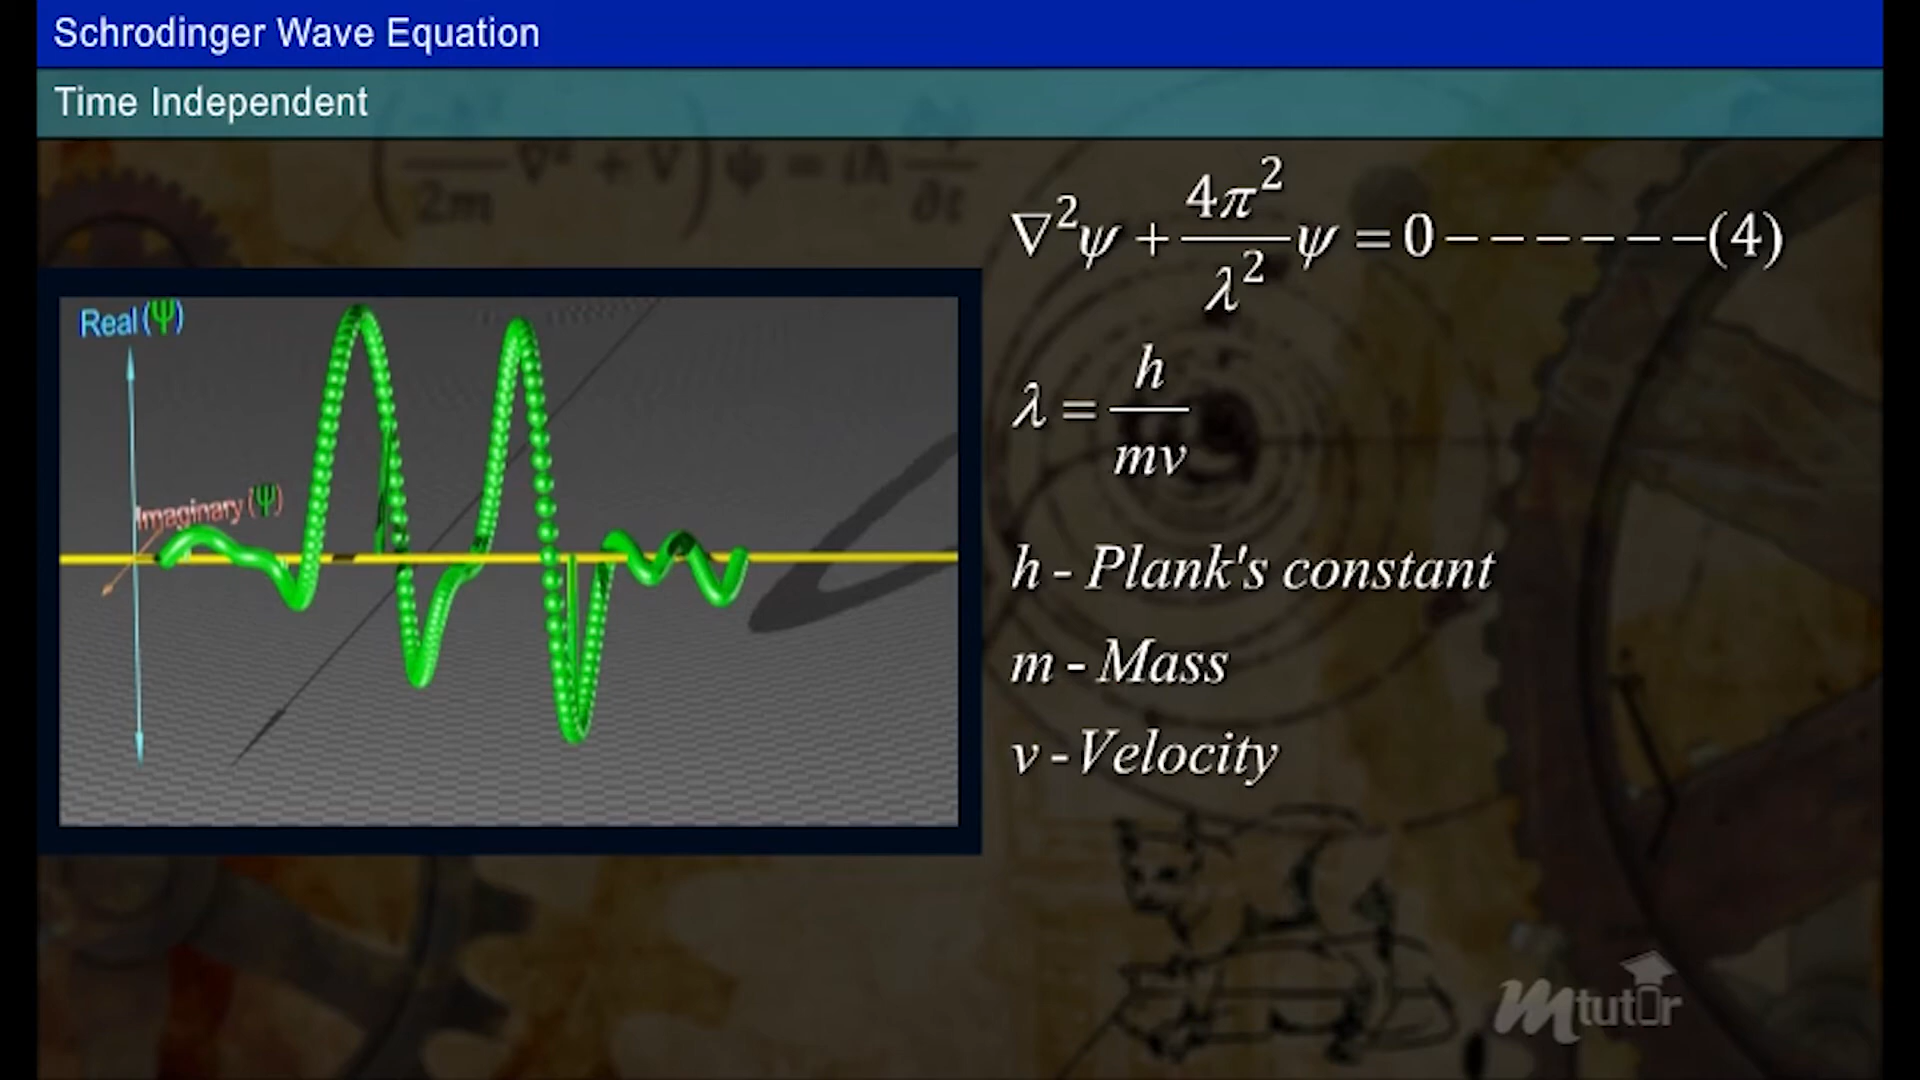 Schrodinger Wave Equation
Time Independent
∇²ψ + 4π²/λ² ψ = 0 −−−−−−−(4)
λ = h/mv
h - Plank's constant
m - Mass
v - Velocity
Real (Ψ)
Imaginary (Ψ)
mtutor